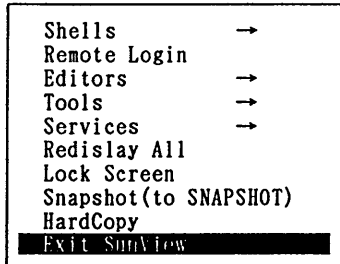 Shells →
Remote Login
Editors →
Tools →
Services →
Redislay All
Lock Screen
Snapshot(to SNAPSHOT)
HardCopy
Exit SunView